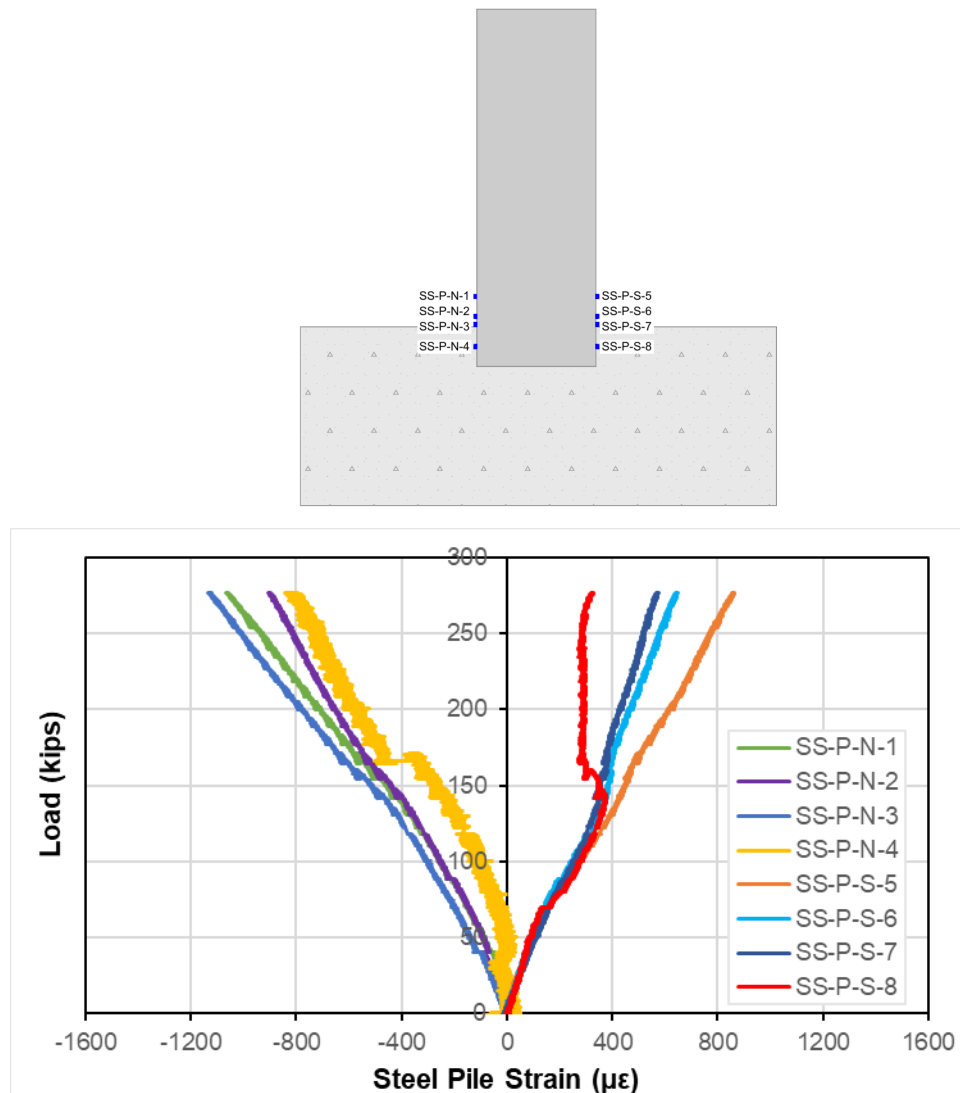 SS-P-N-1 SS-P-S-5
SS-P-N-2 SS-P-S-6
SS-P-N-3 SS-P-S-7
SS-P-N-4 SS-P-S-8
300
250
200
150
100
50
0
Load (kips)
SS-P-N-1
SS-P-N-2
SS-P-N-3
SS-P-N-4
SS-P-S-5
SS-P-S-6
SS-P-S-7
SS-P-S-8
-1600 -1200 -800 -400 0 400 800 1200 1600
Steel Pile Strain (με)